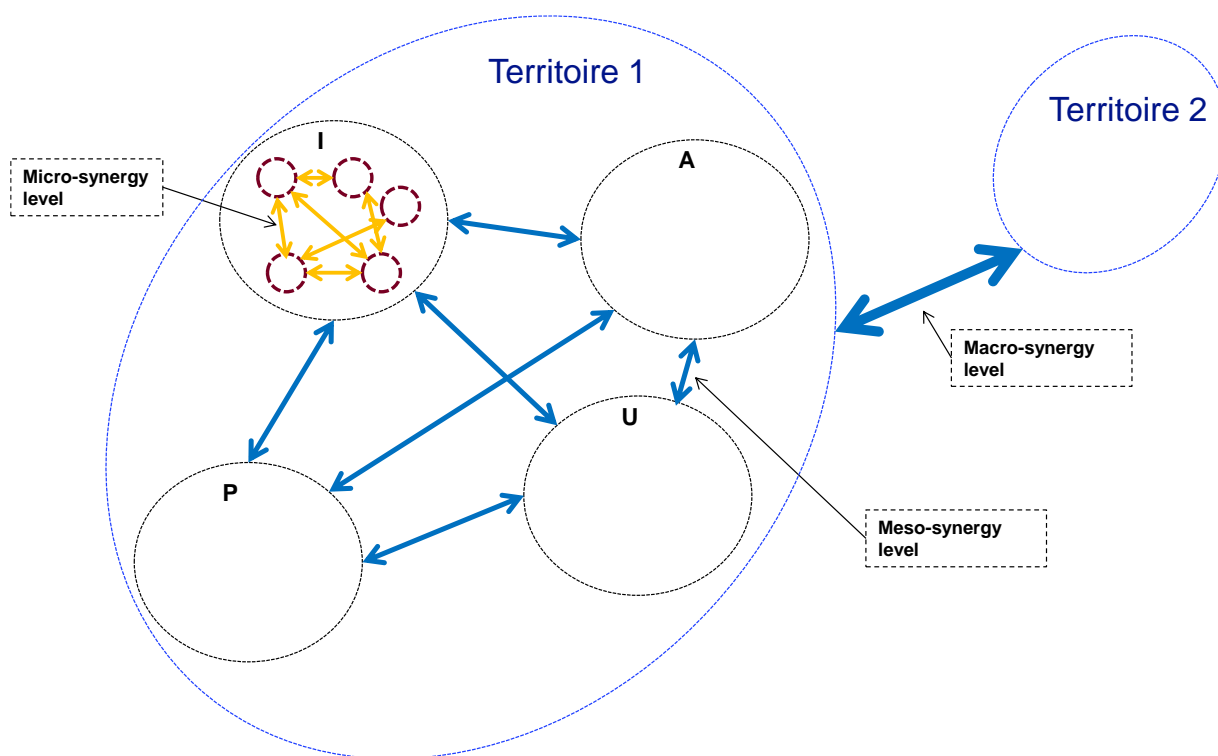 Territoire 1
Territoire 2
I
A
Micro-synergy
level
Macro-synergy
level
U
P
Meso-synergy
level